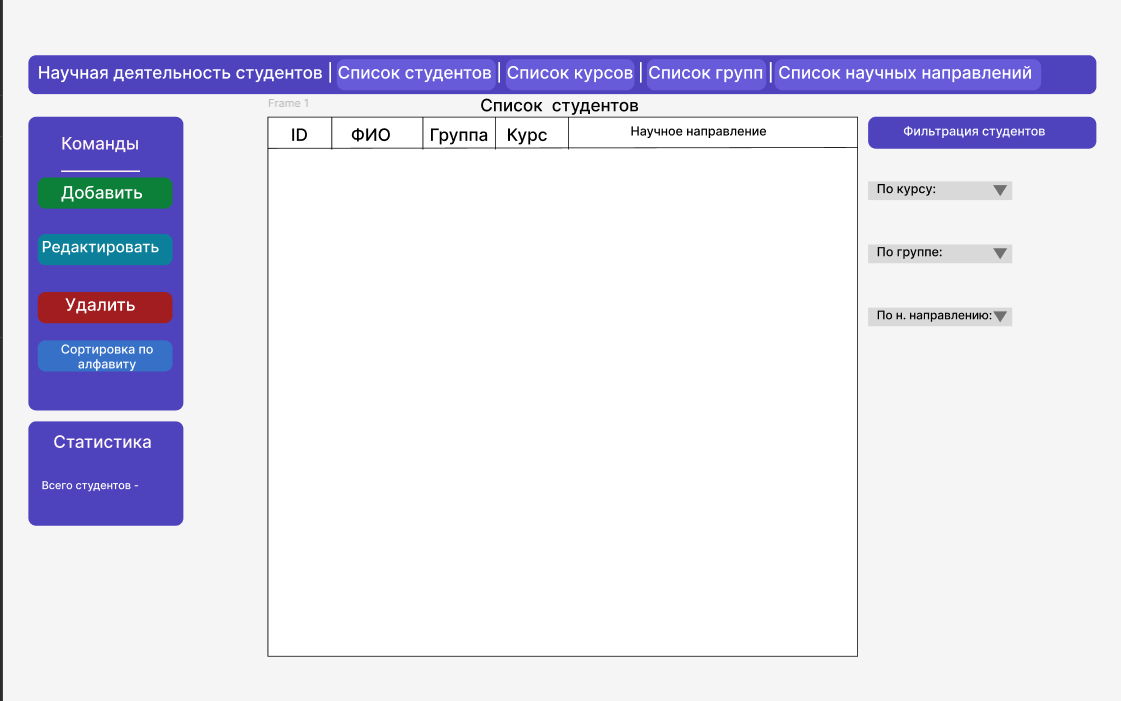 Научная деятельность студентов | Список студентов | Список курсов | Список групп | Список научных направлений
Frame 1
Список студентов
Команды
Добавить
Редактировать
Удалить
Сортировка по
алфавиту
Статистика
Всего студентов -
ID ФИО Группа Курс Научное направление
Фильтрация студентов
По курсу:
По группе:
По н. направлению: